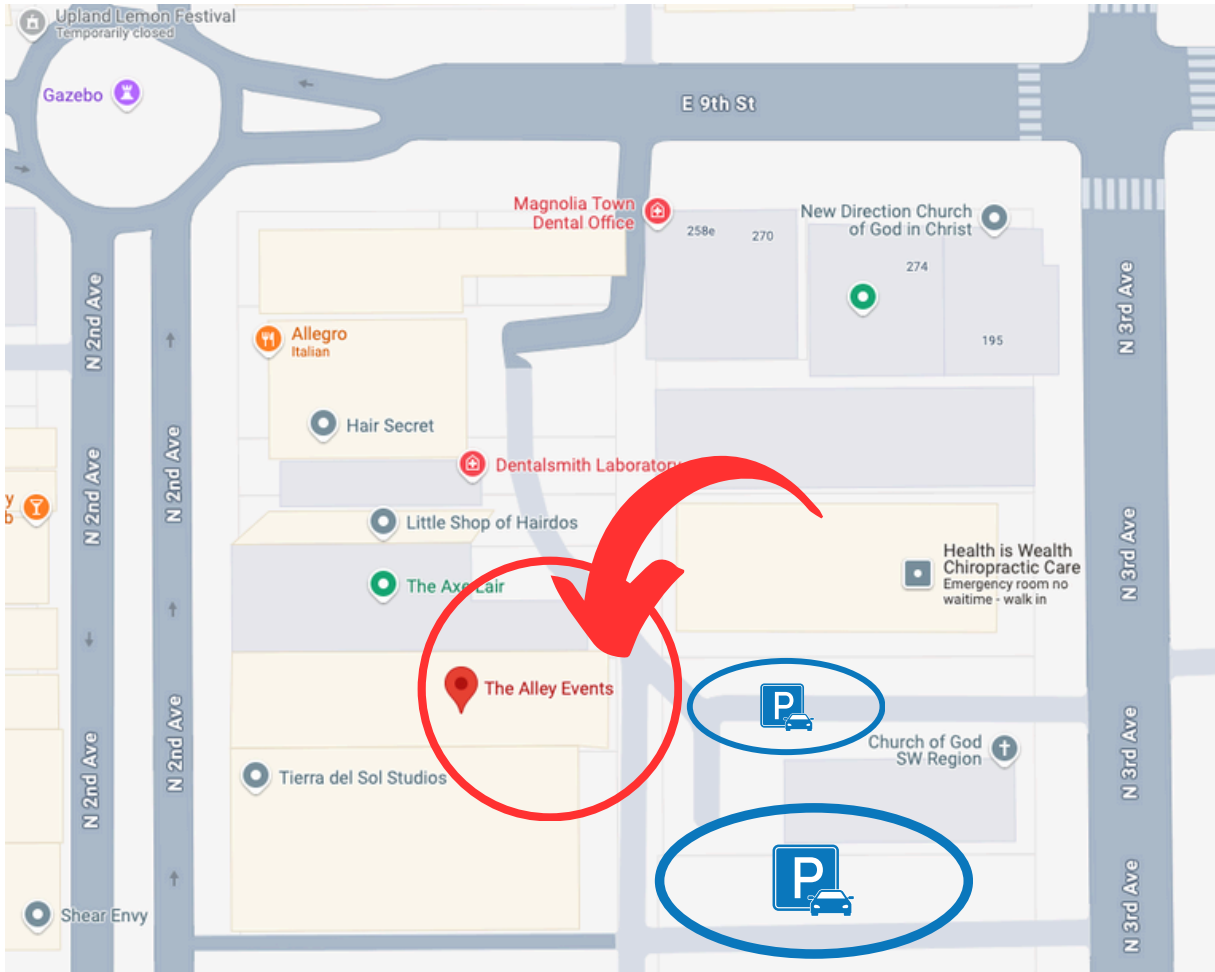 Upland Lemon Festival
Temporarily closed
Gazebo
E 9th St
Magnolia Town
Dental Office
258e
270
New Direction Church
of God in Christ
274
195
N 2nd Ave
N 3rd Ave
Allegro
Italian
Hair Secret
N 2nd Ave
N 2nd Ave
Dentalsmith Laboratory
Little Shop of Hairdos
Health is Wealth
Chiropractic Care
Emergency room no
waitime - walk in
N 3rd Ave
The Axe Lair
The Alley Events
P
N 2nd Ave
N 2nd Ave
N 3rd Ave
Church of God
SW Region
Tierra del Sol Studios
P
Shear Envy
N 3rd Ave